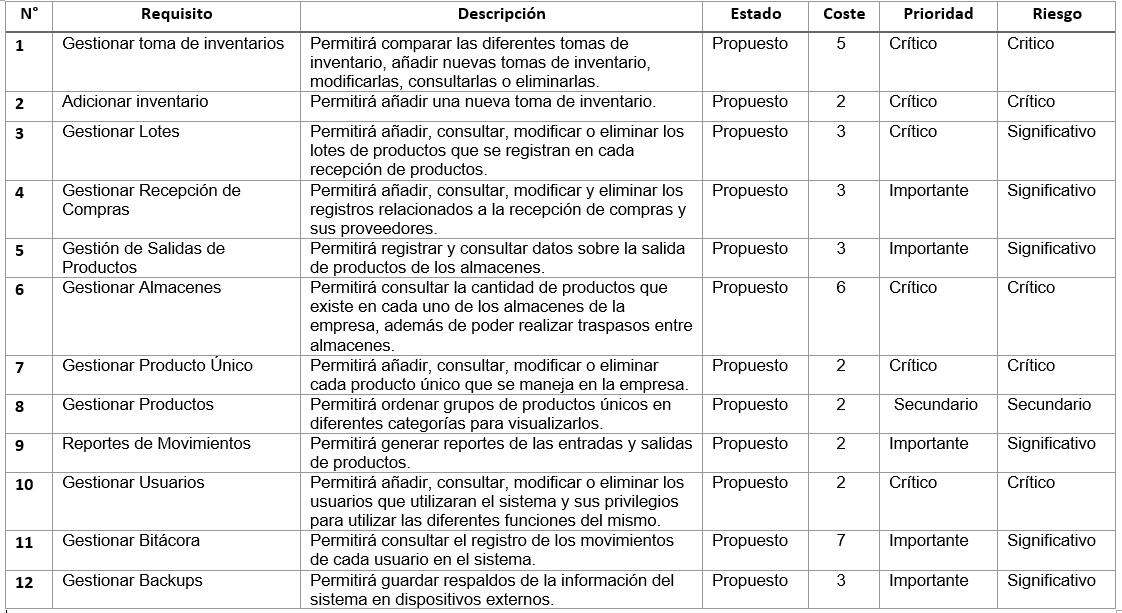 N° Requisito Descripción Estado Coste Prioridad Riesgo
1 Gestionar toma de inventarios Permitirá comparar las diferentes tomas de Propuesto 5 Crítico Critico
inventario, añadir nuevas tomas de inventario,
modificarlas, consultarlas o eliminarlas.
2 Adicionar inventario Permitirá añadir una nueva toma de inventario. Propuesto 2 Crítico Crítico
3 Gestionar Lotes Permitirá añadir, consultar, modificar o eliminar los Propuesto 3 Crítico Significativo
lotes de productos que se registran en cada
recepción de productos.
4 Gestionar Recepción de Permitirá añadir, consultar, modificar y eliminar los Propuesto 3 Importante Significativo
Compras registros relacionados a la recepción de compras y
sus proveedores.
5 Gestión de Salidas de Permitirá registrar y consultar datos sobre la salida Propuesto 3 Importante Significativo
Productos de productos de los almacenes.
6 Gestionar Almacenes Permitirá consultar la cantidad de productos que Propuesto 6 Crítico Crítico
existe en cada uno de los almacenes de la
empresa, además de poder realizar traspasos entre
almacenes.
7 Gestionar Producto Único Permitirá añadir, consultar, modificar o eliminar Propuesto 2 Crítico Crítico
cada producto único que se maneja en la empresa.
8 Gestionar Productos Permitirá ordenar grupos de productos únicos en Propuesto 2 Secundario Secundario
diferentes categorías para visualizarlos.
9 Reportes de Movimientos Permitirá generar reportes de las entradas y salidas Propuesto 2 Importante Significativo
de productos.
10 Gestionar Usuarios Permitirá añadir, consultar, modificar o eliminar los Propuesto 2 Crítico Crítico
usuarios que utilizaran el sistema y sus privilegios
para utilizar las diferentes funciones del mismo.
11 Gestionar Bitácora Permitirá consultar el registro de los movimientos Propuesto 7 Importante Significativo
de cada usuario en el sistema.
12 Gestionar Backups Permitirá guardar respaldos de la información del Propuesto 3 Importante Significativo
sistema en dispositivos externos.